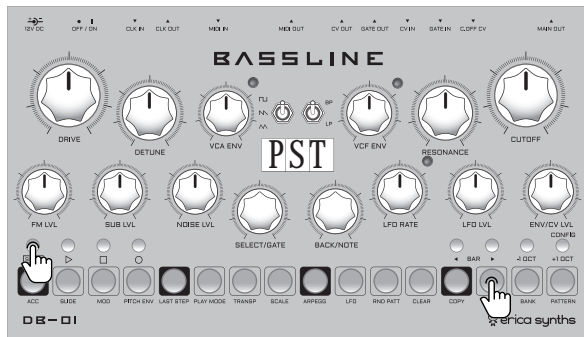 12V DC OFF / ON CLK IN CLK OUT MIDI IN MIDI OUT CV OUT GATE OUT CV IN GATE IN C.OFF CV MAIN OUT
BASSLINE
BP
LP
DRIVE DETUNE VCA ENV VCF ENV RESONANCE CUTOFF
PST
FM LVL SUB LVL NOISE LVL LFO RATE LFO LVL ENV/CV LVL
SELECT/GATE BACK/NOTE
CONFIG
BAR -1 OCT +1 OCT
ACC SLIDE MOD PITCH ENV LAST STEP PLAY MODE TRANSP SCALE ARPEGG LFO RND PATT CLEAR COPY BANK PATTERN
DB-01 erica synths